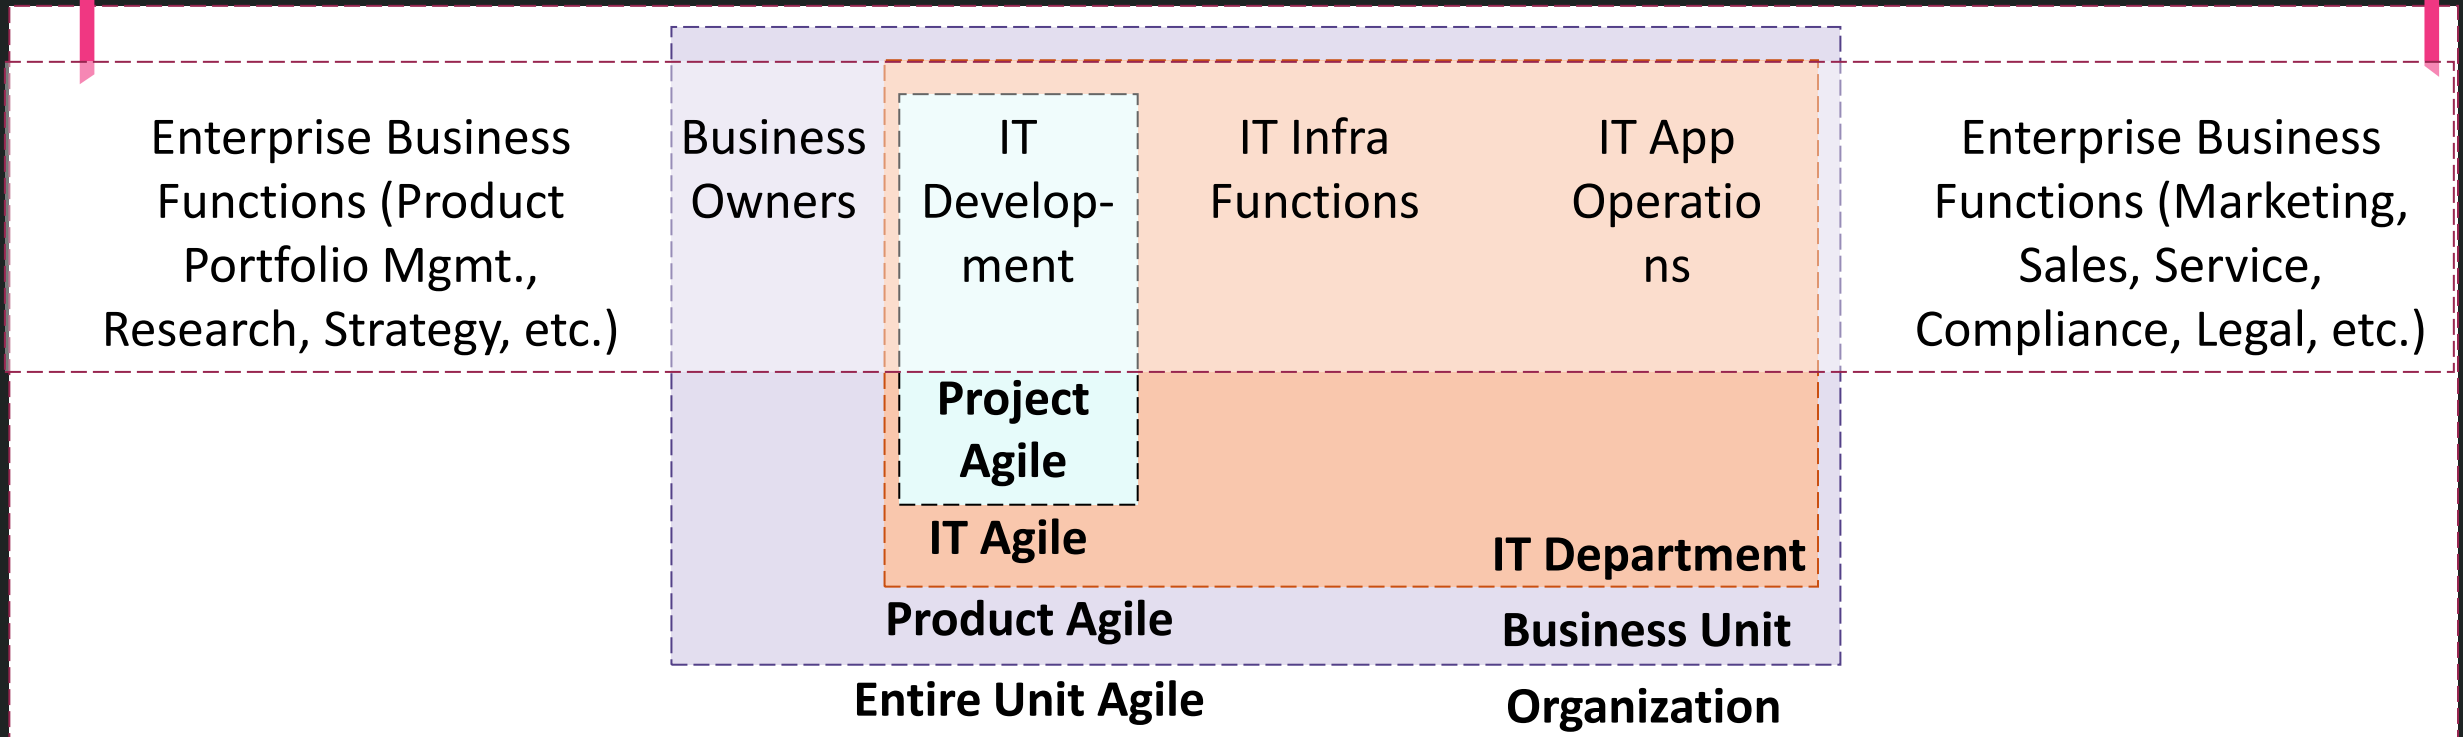 Enterprise Business
Functions (Product
Portfolio Mgmt.,
Research, Strategy, etc.)
Business
Owners
IT
Develop-
ment
IT Infra
Functions
IT App
Operatio
ns
Enterprise Business
Functions (Marketing,
Sales, Service,
Compliance, Legal, etc.)
Project
Agile
IT Agile
IT Department
Product Agile
Business Unit
Entire Unit Agile
Organization